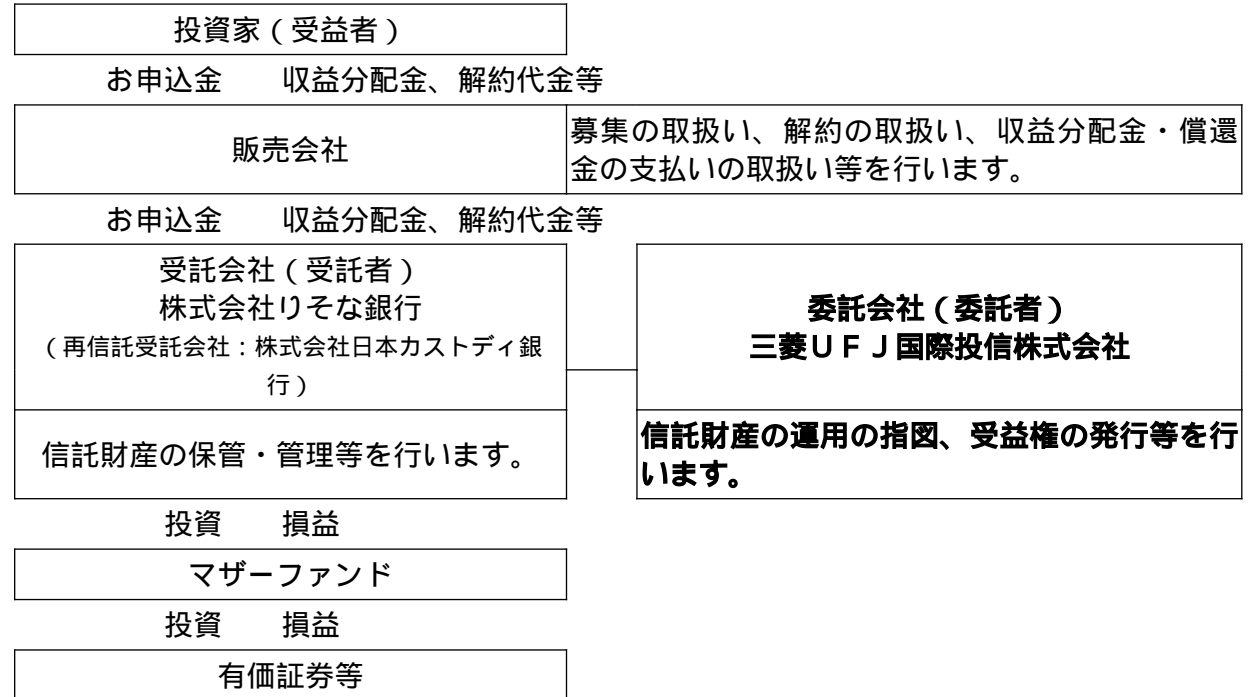 投資家(受益者)
お申込金　　収益分配金、解約代金等
販売会社
募集の取扱い、解約の取扱い、収益分配金・償還
金の支払いの取扱い等を行います。
お申込金　　収益分配金、解約代金等
受託会社(受託者)
株式会社りそな銀行
(再信託受託会社:株式会社日本カストディ銀
行)
委託会社(委託者)
三菱UFJ国際投信株式会社
信託財産の保管・管理等を行います。
信託財産の運用の指図、受益権の発行等を行
います。
投資　　損益
マザーファンド
投資　　損益
有価証券等